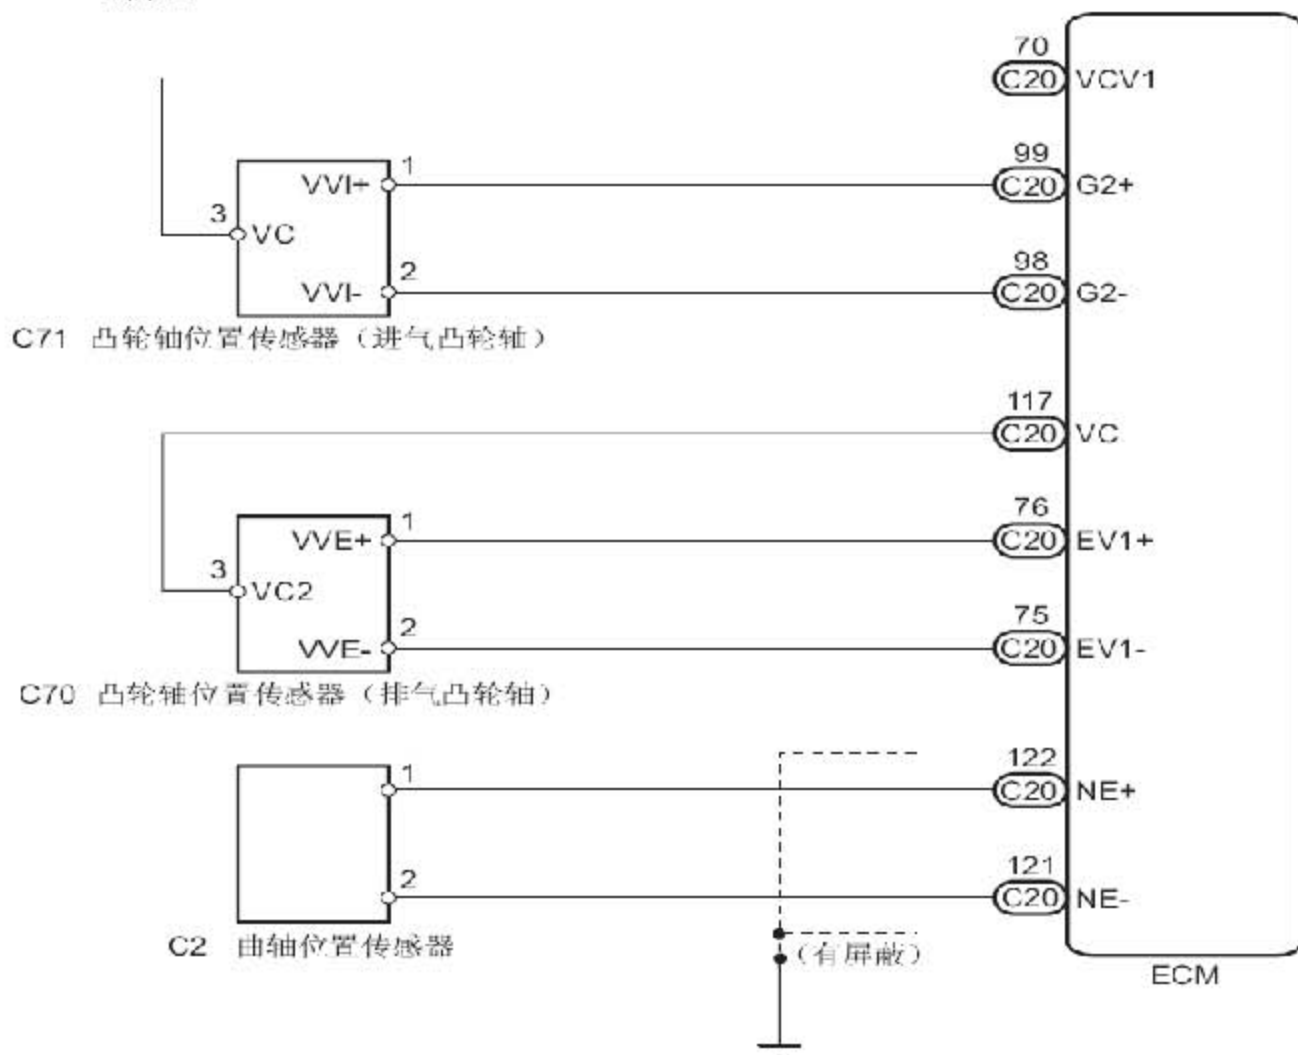 70
C20 VCV1
1 99
VVI+ C20 G2+
3 VC
2 98
VVI- C20 G2-
C71 凸轮轴位置传感器（进气凸轮轴）
117
C20 VC
1 76
VVE+ C20 EV1+
3 VC2
2 75
VVE- C20 EV1-
C70 凸轮轴位置传感器（排气凸轮轴）
1 122
C20 NE+
2 121
C20 NE-
C2 曲轴位置传感器
（有屏蔽）
ECM